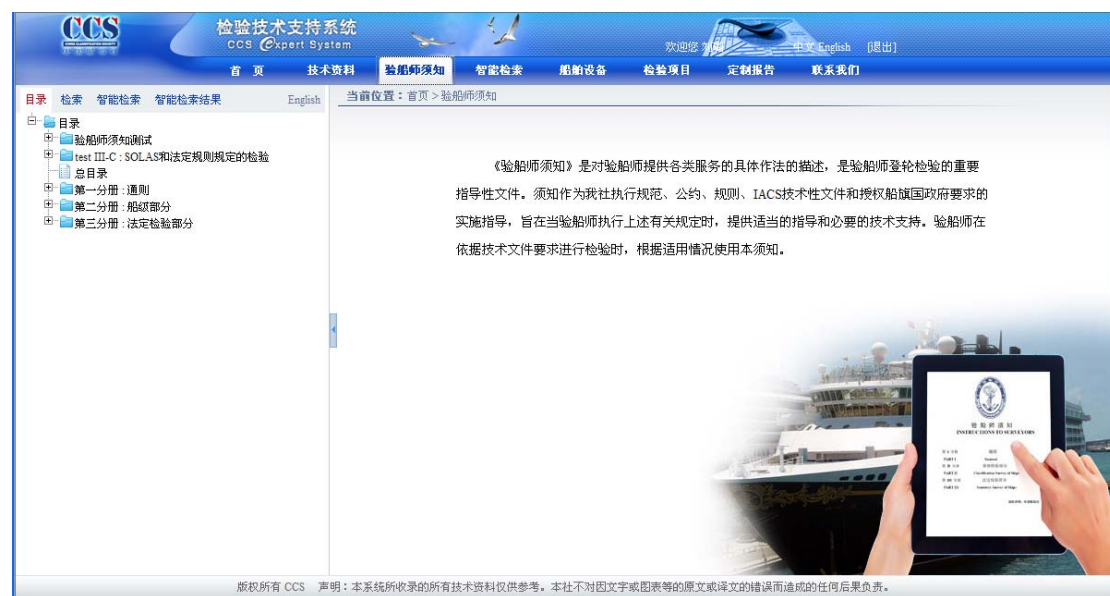 CCS
CHINA CLASSIFICATION SOCIETY
检验技术支持系统
CCS Expert System
欢迎您
中文 English [退出]
首 页 技术资料 验船师须知 智能检索 船舶设备 检验项目 定制报告 联系我们
目录 检索 智能检索 智能检索结果 English
当前位置：首页 > 验船师须知
目录
验船师须知测试
test III-C : SOLAS和法定规则规定的检验
总目录
第一分册 : 通则
第二分册 : 船级部分
第三分册 : 法定检验部分
《验船师须知》是对验船师提供各类服务的具体作法的描述，是验船师登轮检验的重要
指导性文件。须知作为我社执行规范、公约、规则、IACS技术性文件和授权船旗国政府要求的
实施指导，旨在当验船师执行上述有关规定时，提供适当的指导和必要的技术支持。验船师在
依据技术文件要求进行检验时，根据适用情况使用本须知。
验 船 师 须 知
INSTRUCTIONS TO SURVEYORS
PART I General
PART II Classification Survey of Ships
PART III Statutory Survey of Ships
版权所有 CCS 声明：本系统所收录的所有技术资料仅供参考。本社不对因文字或图表等的原文或译文的错误而造成的任何后果负责。